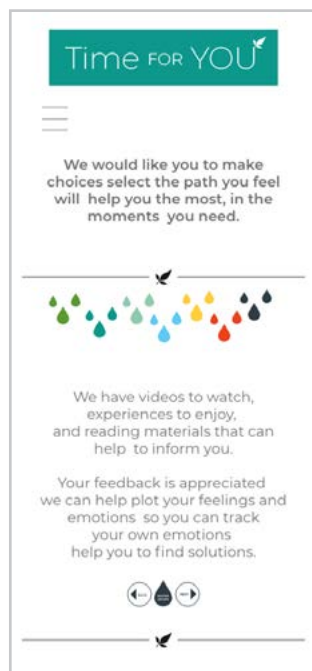 Time FOR YOU
We would like you to make
choices select the path you feel
will help you the most, in the
moments you need.
We have videos to watch,
experiences to enjoy,
and reading materials that can
help to inform you.
Your feedback is appreciated
we can help plot your feelings and
emotions so you can track
your own emotions
help you to find solutions.